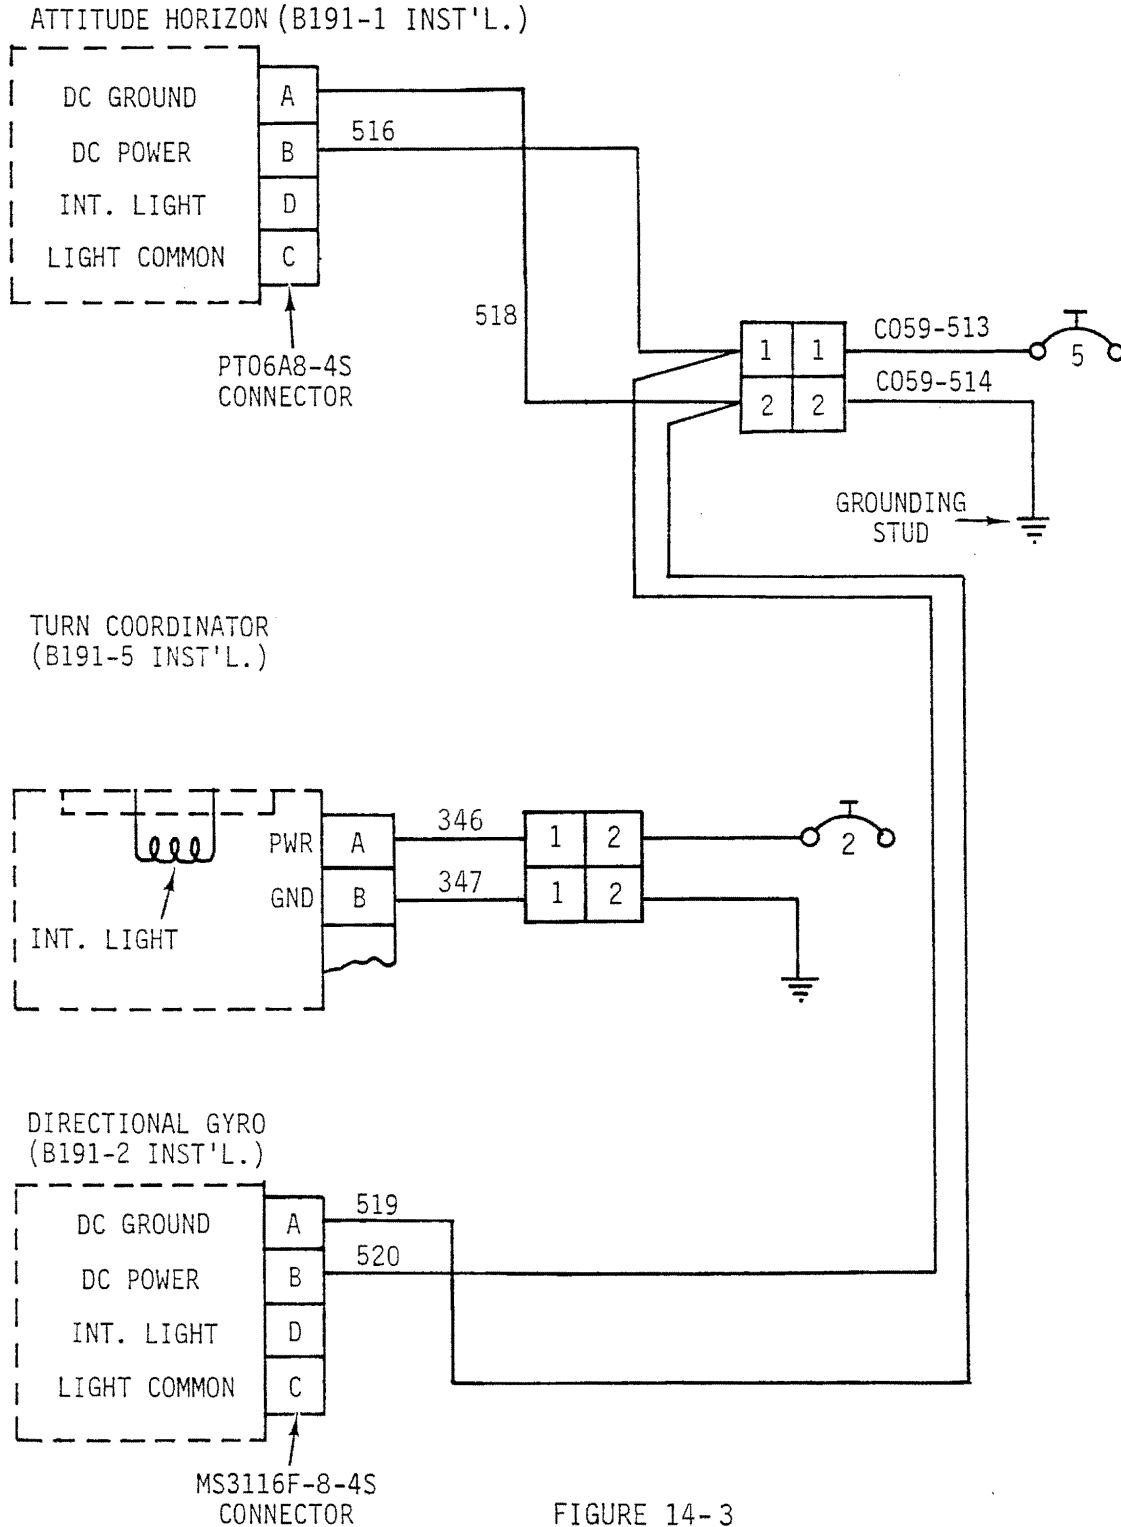 ATTITUDE HORIZON (B191-1 INST'L.)
DC GROUND A
DC POWER B 516
INT. LIGHT D
LIGHT COMMON C
518
PT06A8-4S
CONNECTOR
1 1 C059-513 5
2 2 C059-514
GROUNDING
STUD
TURN COORDINATOR
(B191-5 INST'L.)
PWR A 346 1 2 2
GND B 347 1 2
INT. LIGHT
DIRECTIONAL GYRO
(B191-2 INST'L.)
DC GROUND A 519
DC POWER B 520
INT. LIGHT D
LIGHT COMMON C
MS3116F-8-4S
CONNECTOR
FIGURE 14-3